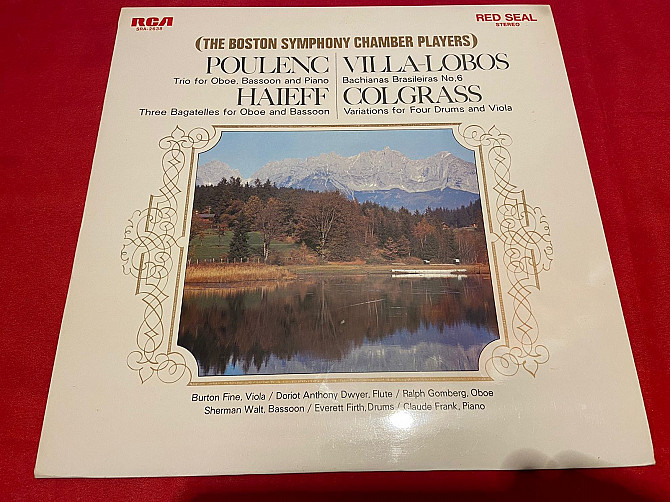 RCA
SRA-2638
RED SEAL
STEREO
(THE BOSTON SYMPHONY CHAMBER PLAYERS)
POULENC
Trio for Oboe, Bassoon and Piano
HAIEFF
Three Bagatelles for Oboe and Bassoon
VILLA-LOBOS
Bachianas Brasileiras No,6
COLGRASS
Variations for Four Drums and Viola
Burton Fine, Viola / Doriot Anthony Dwyer, Flute / Ralph Gomberg, Oboe
Sherman Walt, Bassoon / Everett Firth, Drums / Claude Frank, Piano